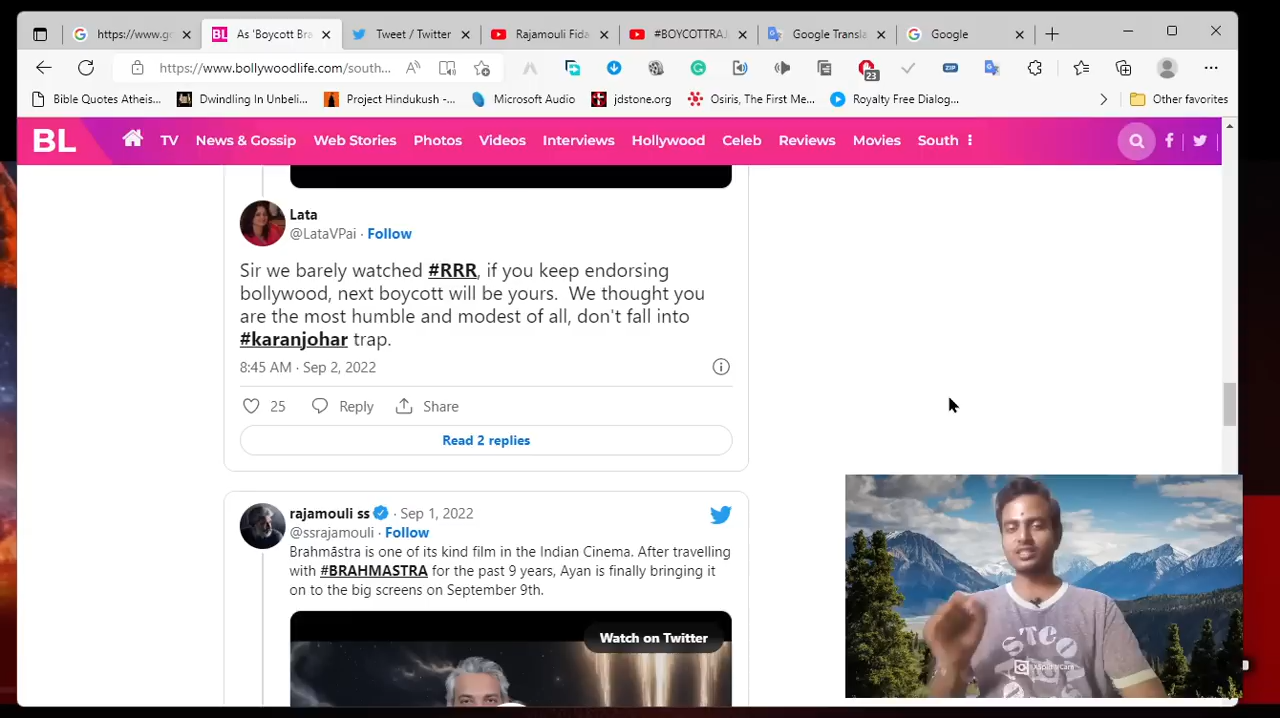 https://www.go
As 'Boycott Bra
Tweet / Twitter
Rajamouli Fida
#BOYCOTTRAJ
Google Transla
Google
https://www.bollywoodlife.com/south...
23
ZIP
Bible Quotes Atheis...
Dwindling In Unbeli...
Project Hindukush -...
Microsoft Audio
jdstone.org
Osiris, The First Me...
Royalty Free Dialog...
Other favorites
BL
TV
News & Gossip
Web Stories
Photos
Videos
Interviews
Hollywood
Celeb
Reviews
Movies
South
Lata
@LataVPai · Follow
Sir we barely watched #RRR, if you keep endorsing
bollywood, next boycott will be yours. We thought you
are the most humble and modest of all, don't fall into
#karanjohar trap.
8:45 AM · Sep 2, 2022
25
Reply
Share
Read 2 replies
rajamouli ss · Sep 1, 2022
@ssrajamouli · Follow
Brahmāstra is one of its kind film in the Indian Cinema. After travelling
with #BRAHMASTRA for the past 9 years, Ayan is finally bringing it
on to the big screens on September 9th.
Watch on Twitter